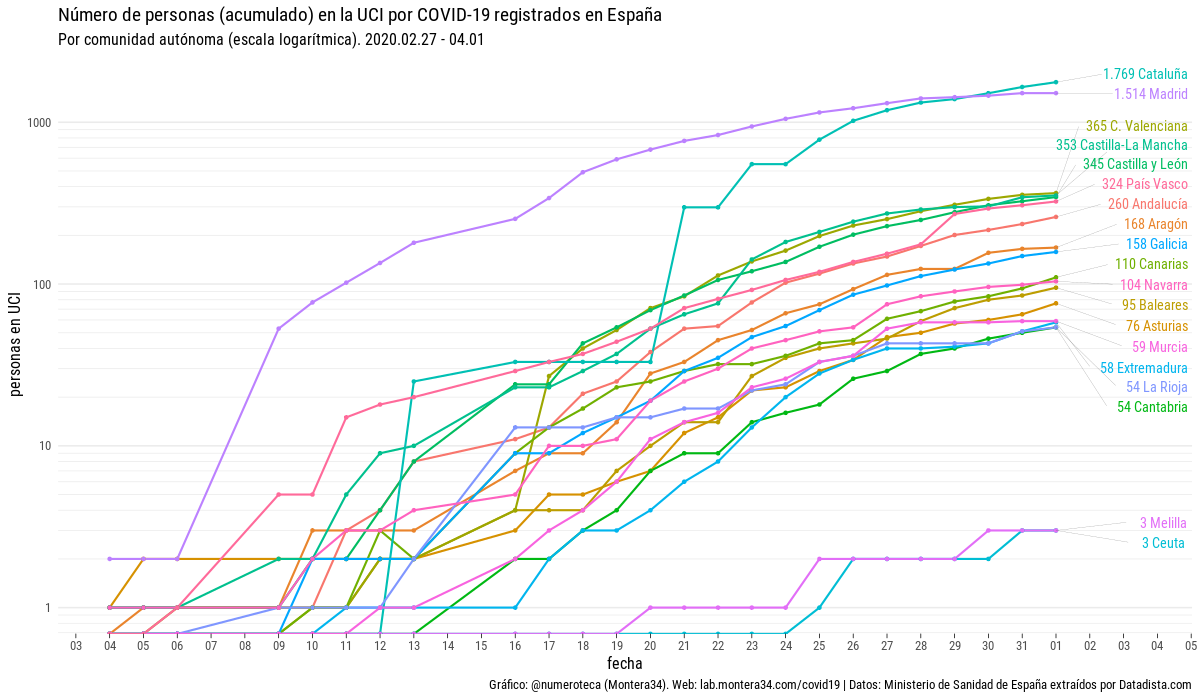 Número de personas (acumulado) en la UCI por COVID-19 registrados en España
Por comunidad autónoma (escala logarítmica). 2020.02.27 - 04.01
personas en UCI
1000
100
10
1
1.769 Cataluña
1.514 Madrid
365 C. Valenciana
353 Castilla-La Mancha
345 Castilla y León
324 País Vasco
260 Andalucía
168 Aragón
158 Galicia
110 Canarias
104 Navarra
95 Baleares
76 Asturias
59 Murcia
58 Extremadura
54 La Rioja
54 Cantabria
3 Melilla
3 Ceuta
03 04 05 06 07 08 09 10 11 12 13 14 15 16 17 18 19 20 21 22 23 24 25 26 27 28 29 30 31 01 02 03 04 05
fecha
Gráfico: @numeroteca (Montera34). Web: lab.montera34.com/covid19 | Datos: Ministerio de Sanidad de España extraídos por Datadista.com